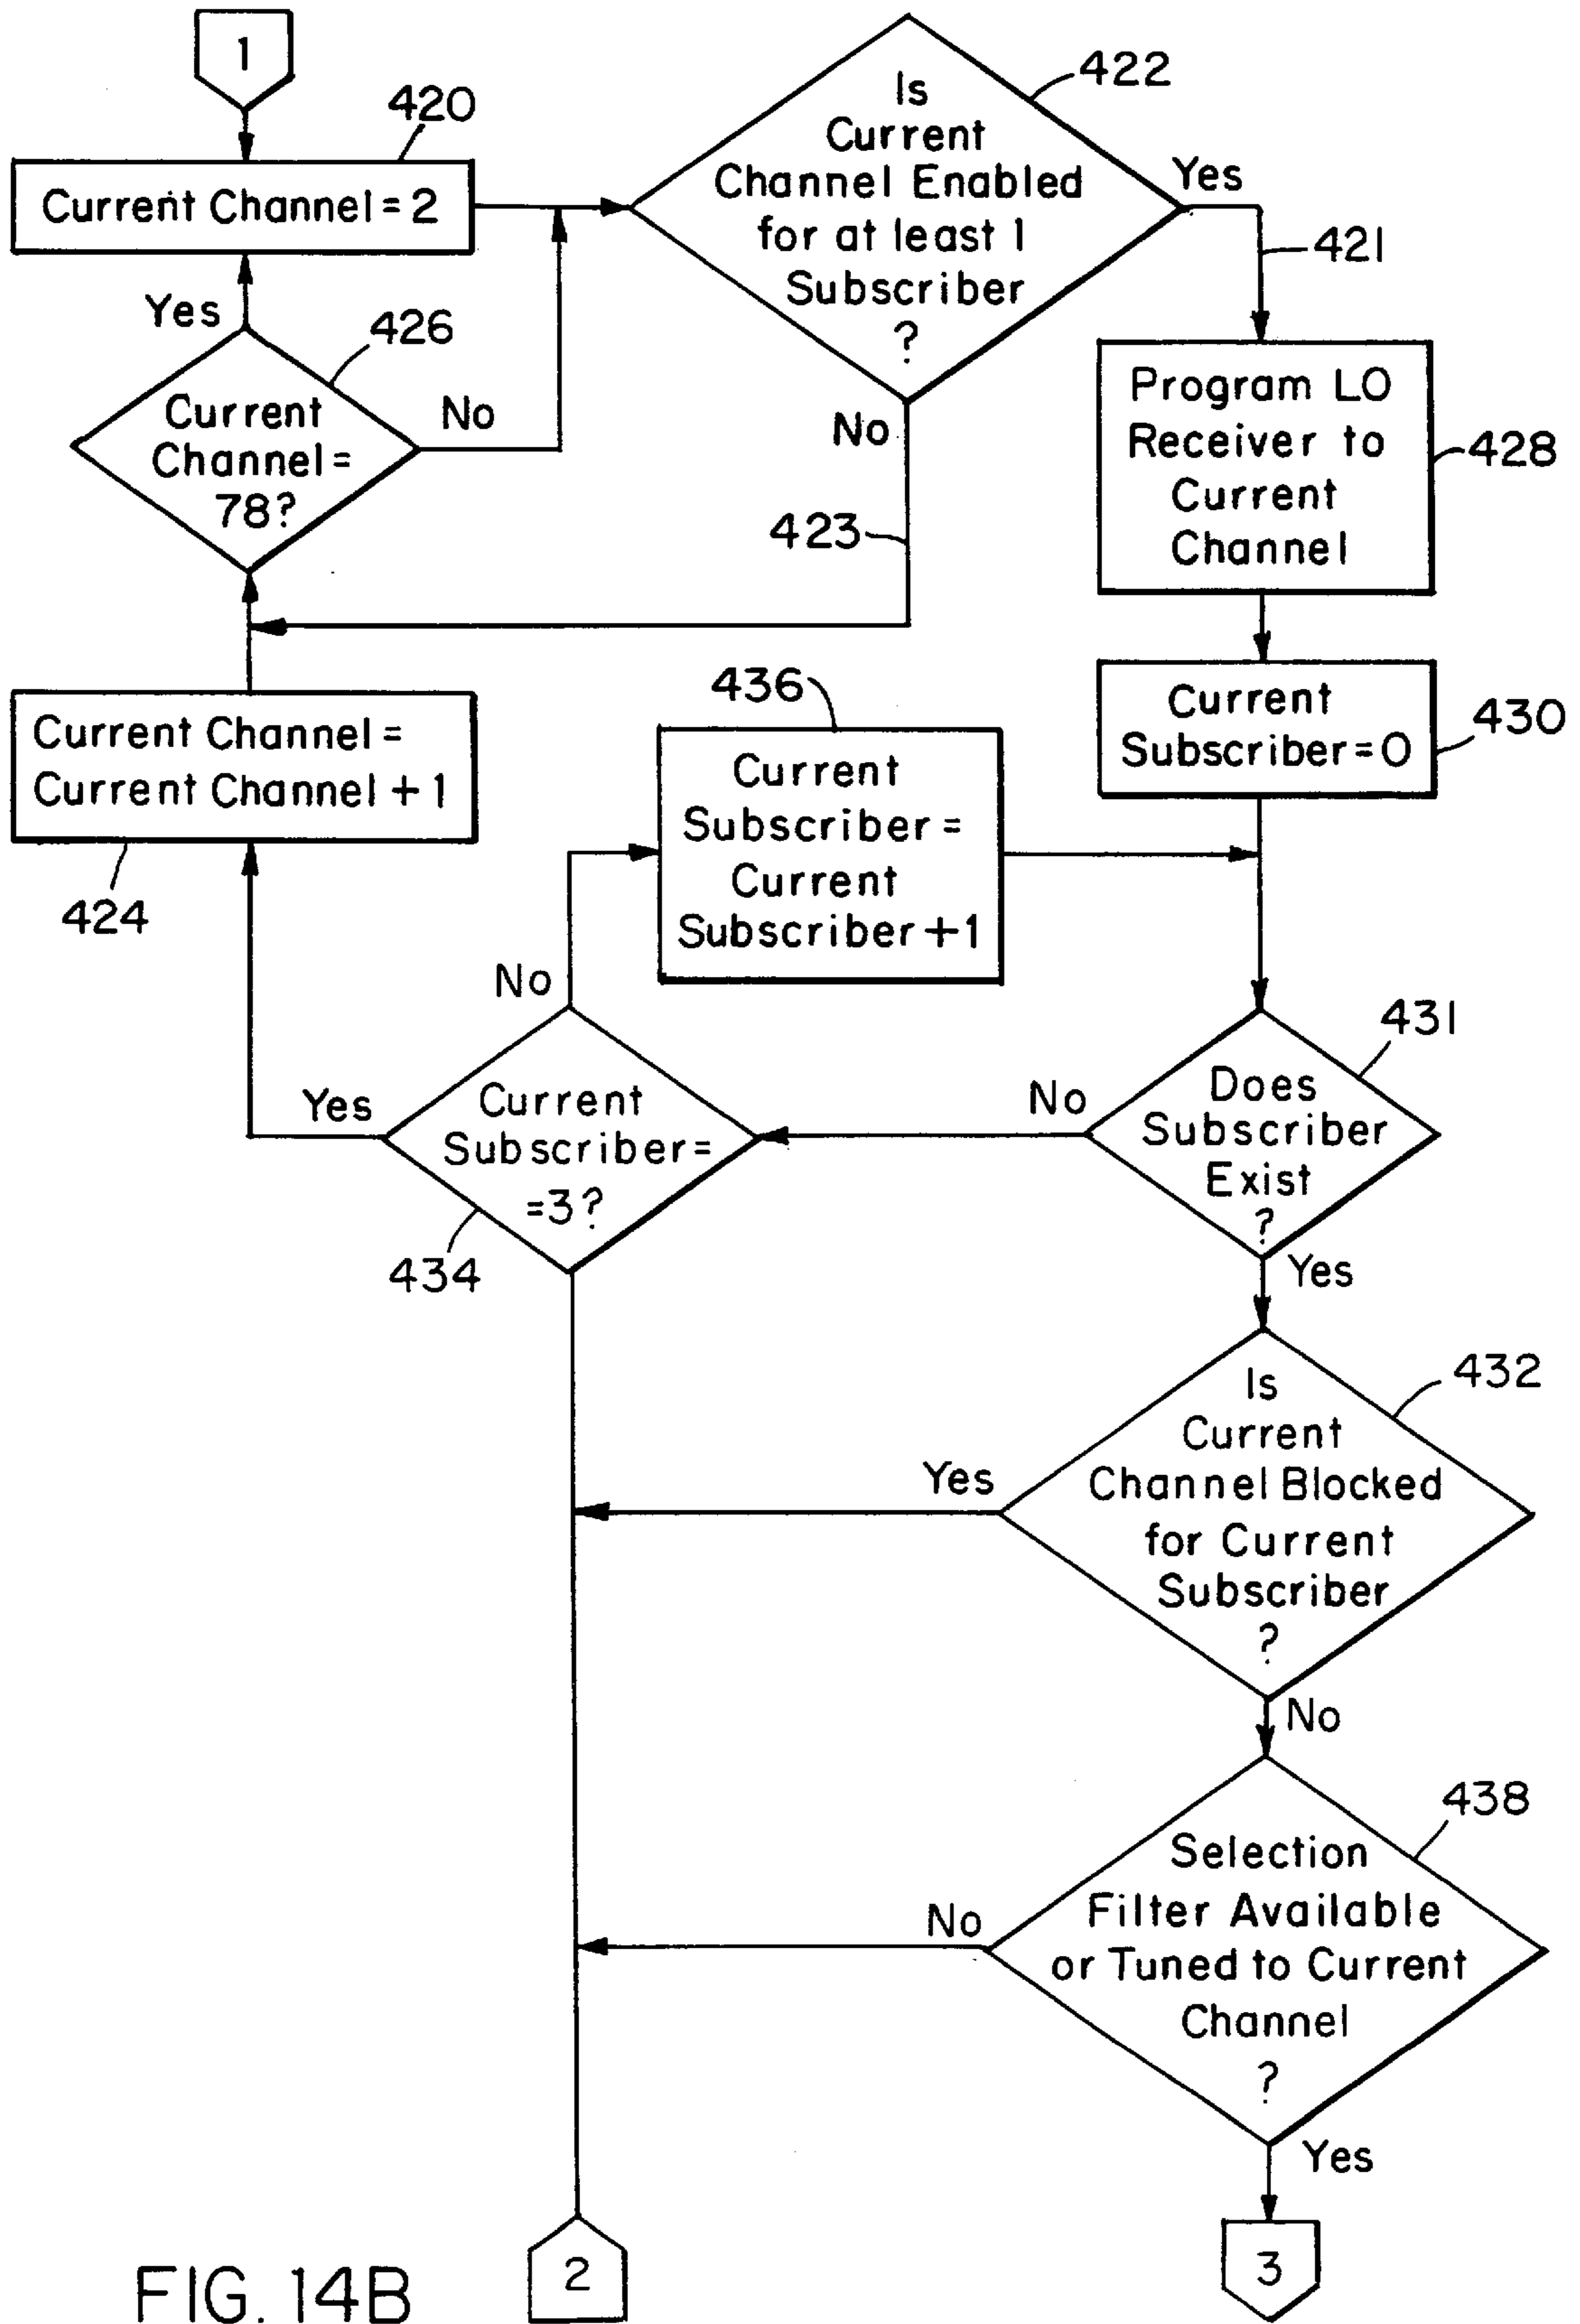 1
420
Current Channel = 2
Is
Current
Channel Enabled
for at least 1
Subscriber
?
422
Yes
421
Yes
426
Current
Channel =
78?
No
No
423
Program LO
Receiver to
Current
Channel
428
Current
Subscriber = 0
430
Current Channel =
Current Channel + 1
424
436
Current
Subscriber =
Current
Subscriber +1
No
Yes
Current
Subscriber =
=3?
434
431
No
Does
Subscriber
Exist
?
Yes
432
Is
Current
Channel Blocked
for Current
Subscriber
?
Yes
No
438
Selection
Filter Available
or Tuned to Current
Channel
?
No
Yes
2
3
FIG. 14B